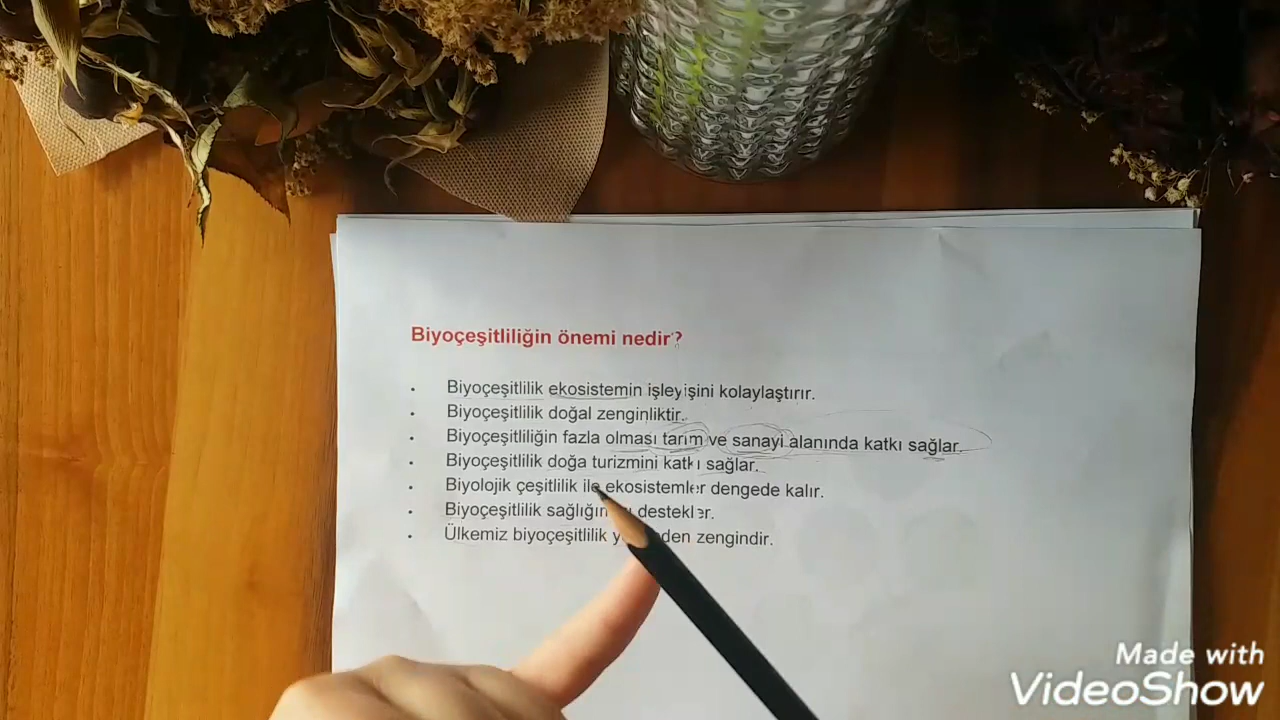 Biyoçeşitliliğin önemi nedir?
Biyoçeşitlilik ekosistemin işleyişini kolaylaştırır.
Biyoçeşitlilik doğal zenginliktir.
Biyoçeşitliliğin fazla olması tarım ve sanayi alanında katkı sağlar.
Biyoçeşitlilik doğa turizmini katkı sağlar.
Biyolojik çeşitlilik ile ekosistemler dengede kalır.
Biyoçeşitlilik destekler.
Ülkemiz biyoçeşitlilik zengindir.
Made with
VideoShow